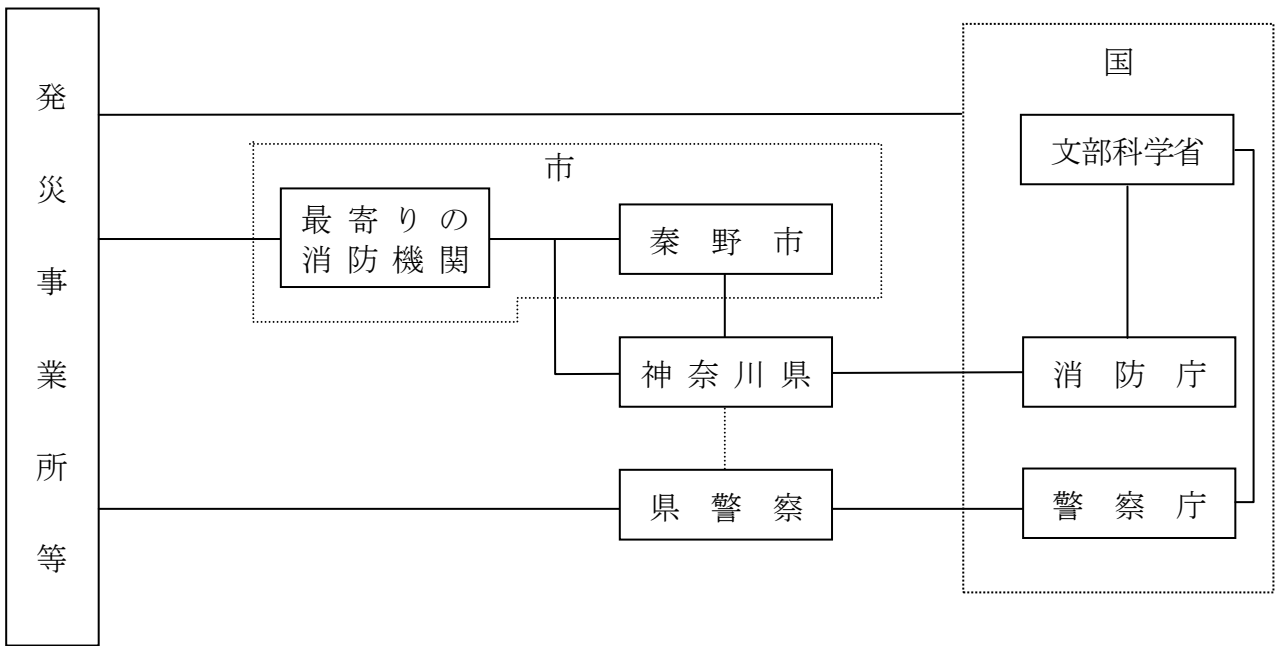 発災事業所等
国
文部科学省
市
最寄りの
消防機関
秦野市
神奈川県
消防庁
県警察
警察庁